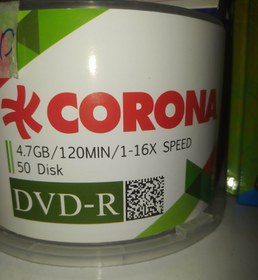 CORONA
4.7GB/120MIN/1-16X SPEED
50 Disk
DVD-R